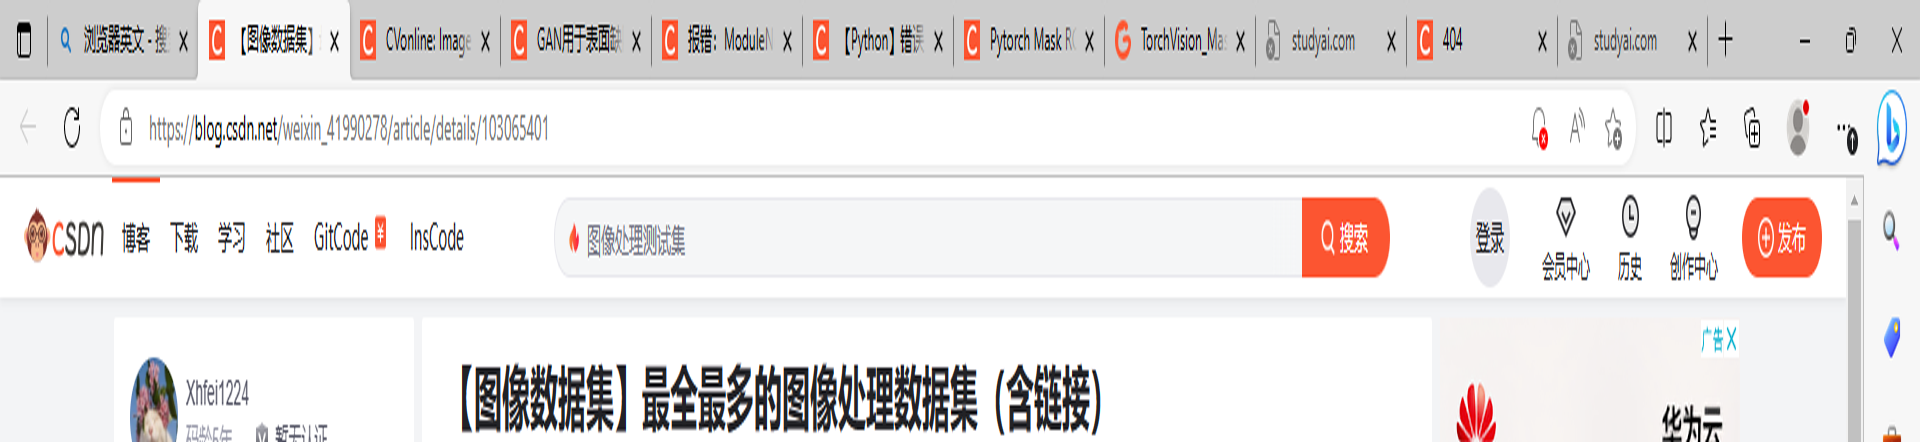 浏览器英文 - 搜
【图像数据集】
CVonline: Image
GAN用于表面缺
报错：ModuleN
【Python】错误
Pytorch Mask RC
TorchVision_Mas
studyai.com
404
studyai.com
https://blog.csdn.net/weixin_41990278/article/details/103065401
CSDN 博客 下载 学习 社区 GitCode ¥ InsCode 图像处理测试集 搜索 登录 会员中心 历史 创作中心 发布
广告
Xhfei1224
码龄5年 暂无认证
【图像数据集】最全最多的图像处理数据集（含链接）
华为云